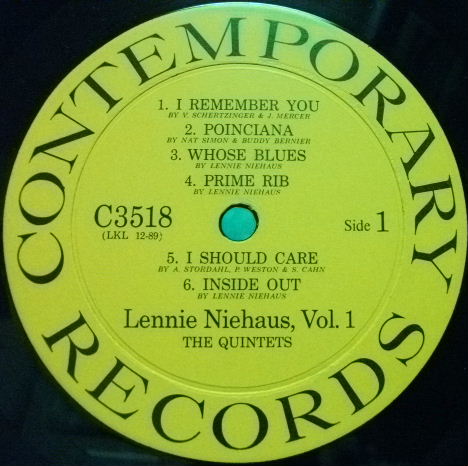 CONTEMPORARY
1. I REMEMBER YOU
BY V. SCHERTZINGER & J. MERCER
2. POINCIANA
BY NAT SIMON & BUDDY BERNIER
3. WHOSE BLUES
BY LENNIE NIEHAUS
4. PRIME RIB
BY LENNIE NIEHAUS
C3518
(LKL 12-89)
Side 1
5. I SHOULD CARE
BY A. STORDAHL, P. WESTON & S. CAHN
6. INSIDE OUT
BY LENNIE NIEHAUS
Lennie Niehaus, Vol. 1
THE QUINTETS
RECORDS